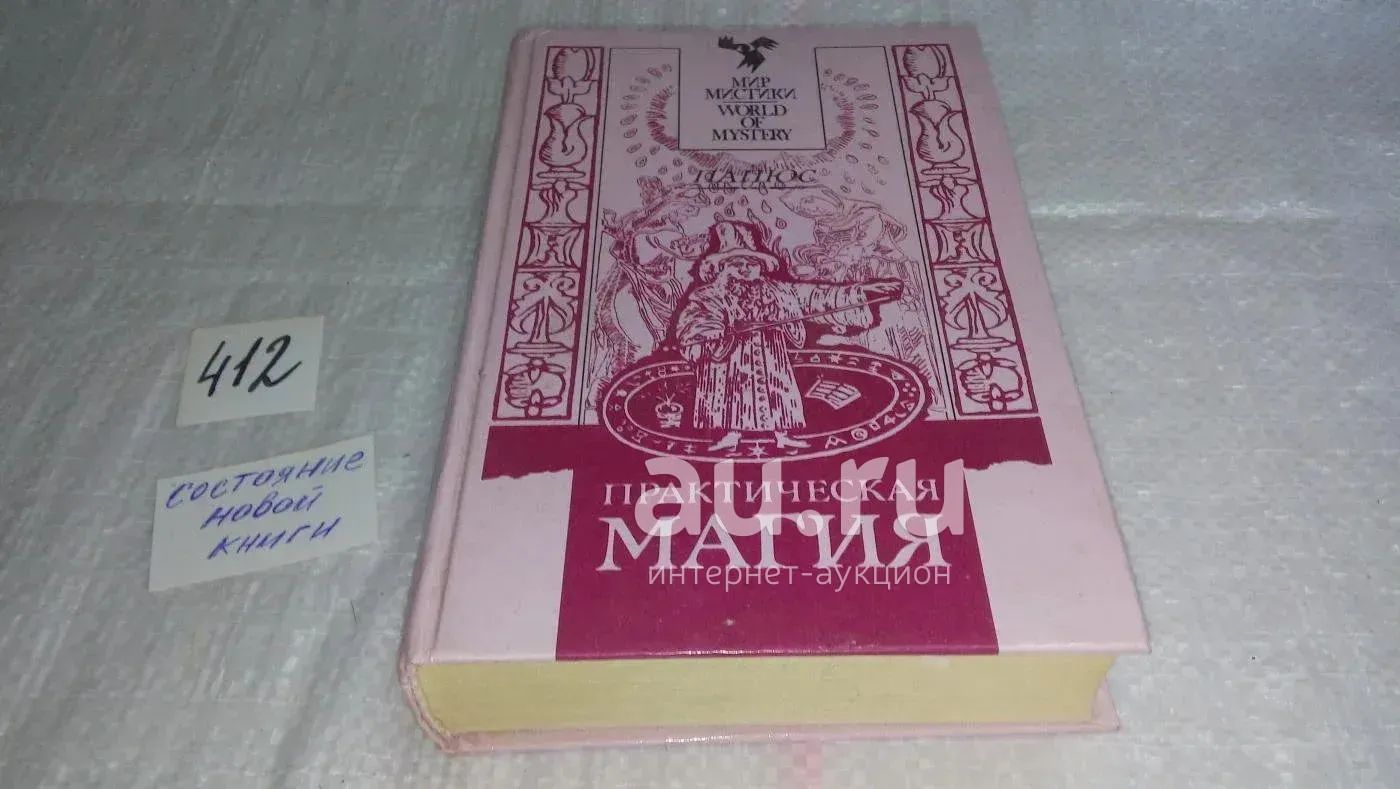 МИР
МИСТИКИ
WORLD
OF
MYSTERY
ПАПЮС
412
состояние
новой
книги
ПРАКТИЧЕСКАЯ
МАГИЯ
au.ru
интернет-аукцион